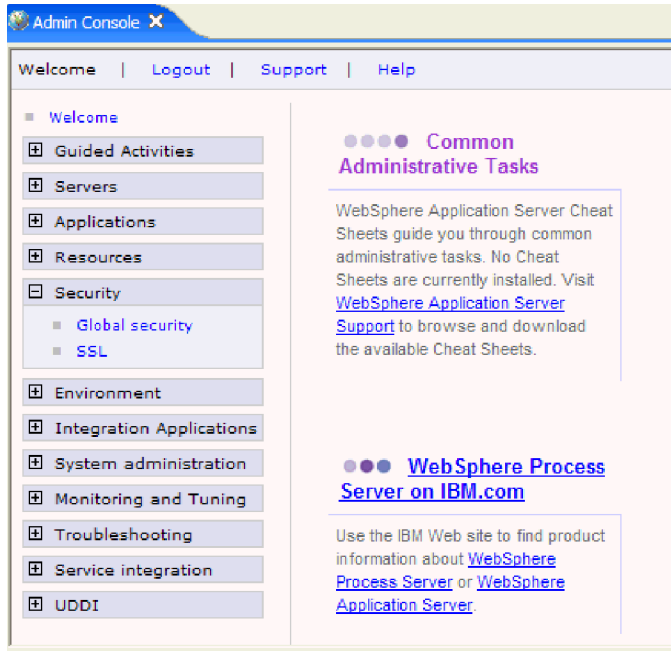 Admin Console
Welcome | Logout | Support | Help
Welcome
Guided Activities
Servers
Applications
Resources
Security
Global security
SSL
Environment
Integration Applications
System administration
Monitoring and Tuning
Troubleshooting
Service integration
UDDI
Common
Administrative Tasks
WebSphere Application Server Cheat
Sheets guide you through common
administrative tasks. No Cheat
Sheets are currently installed. Visit
WebSphere Application Server
Support to browse and download
the available Cheat Sheets.
WebSphere Process
Server on IBM.com
Use the IBM Web site to find product
information about WebSphere
Process Server or WebSphere
Application Server.